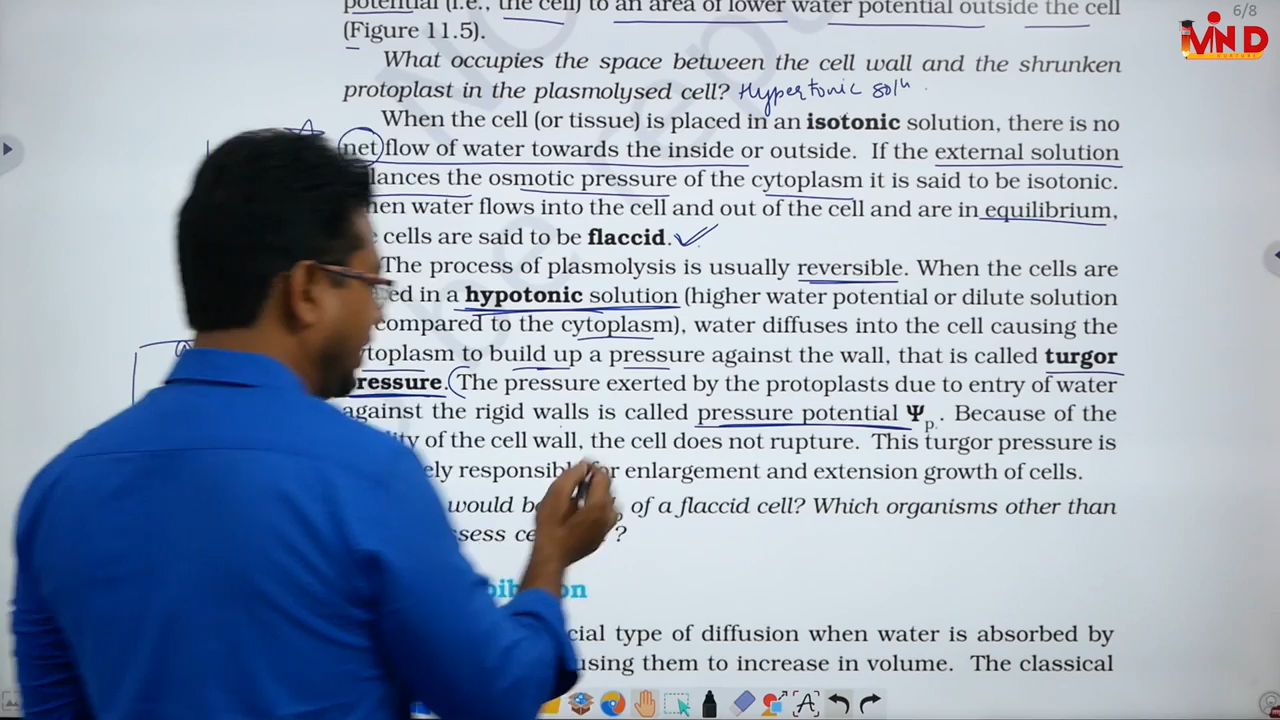 6/8
potential (i.e., the cell) to an area of lower water potential outside the cell
(Figure 11.5).
What occupies the space between the cell wall and the shrunken
protoplast in the plasmolysed cell? Hypertonic solⁿ
When the cell (or tissue) is placed in an isotonic solution, there is no
net flow of water towards the inside or outside. If the external solution
lances the osmotic pressure of the cytoplasm it is said to be isotonic.
hen water flows into the cell and out of the cell and are in equilibrium,
cells are said to be flaccid.
The process of plasmolysis is usually reversible. When the cells are
ed in a hypotonic solution (higher water potential or dilute solution
compared to the cytoplasm), water diffuses into the cell causing the
toplasm to build up a pressure against the wall, that is called turgor
pressure. (The pressure exerted by the protoplasts due to entry of water
against the rigid walls is called pressure potential Ψp. Because of the
ity of the cell wall, the cell does not rupture. This turgor pressure is
ely responsible for enlargement and extension growth of cells.
would be of a flaccid cell? Which organisms other than
sess ce ?
bition
cial type of diffusion when water is absorbed by
using them to increase in volume. The classical
MIND
NURTURE